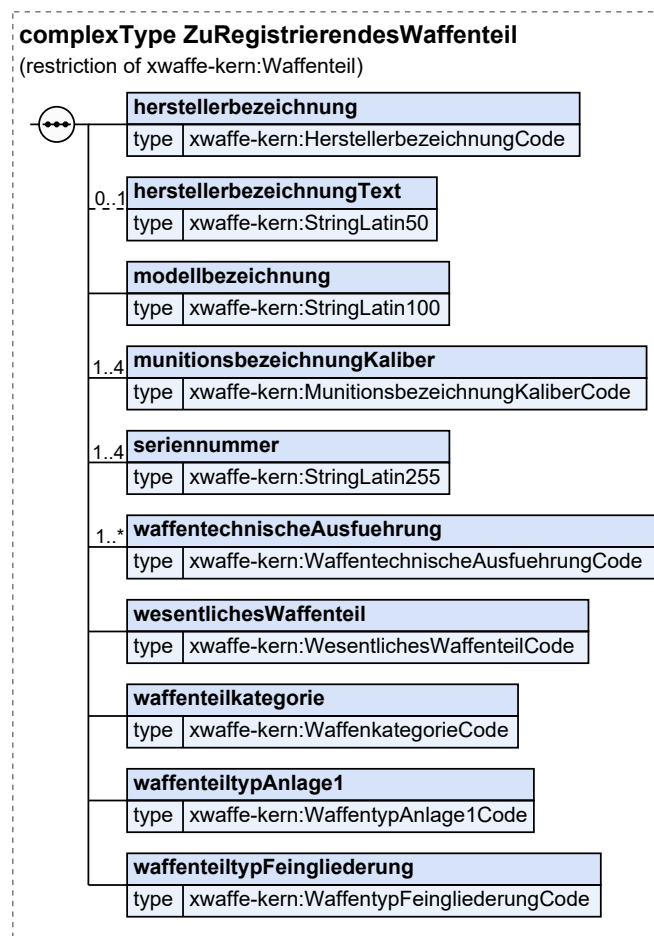 complexType ZuRegistrierendesWaffenteil
(restriction of xwaffe-kern:Waffenteil)
herstellerbezeichnung
type xwaffe-kern:HerstellerbezeichnungCode
0..1 herstellerbezeichnungText
type xwaffe-kern:StringLatin50
modellbezeichnung
type xwaffe-kern:StringLatin100
1..4 munitionsbezeichnungKaliber
type xwaffe-kern:MunitionsbezeichnungKaliberCode
1..4 seriennummer
type xwaffe-kern:StringLatin255
1..* waffentechnischeAusfuehrung
type xwaffe-kern:WaffentechnischeAusfuehrungCode
wesentlichesWaffenteil
type xwaffe-kern:WesentlichesWaffenteilCode
waffenteilkategorie
type xwaffe-kern:WaffenkategorieCode
waffenteiltypAnlage1
type xwaffe-kern:WaffentypAnlage1Code
waffenteiltypFeingliederung
type xwaffe-kern:WaffentypFeingliederungCode